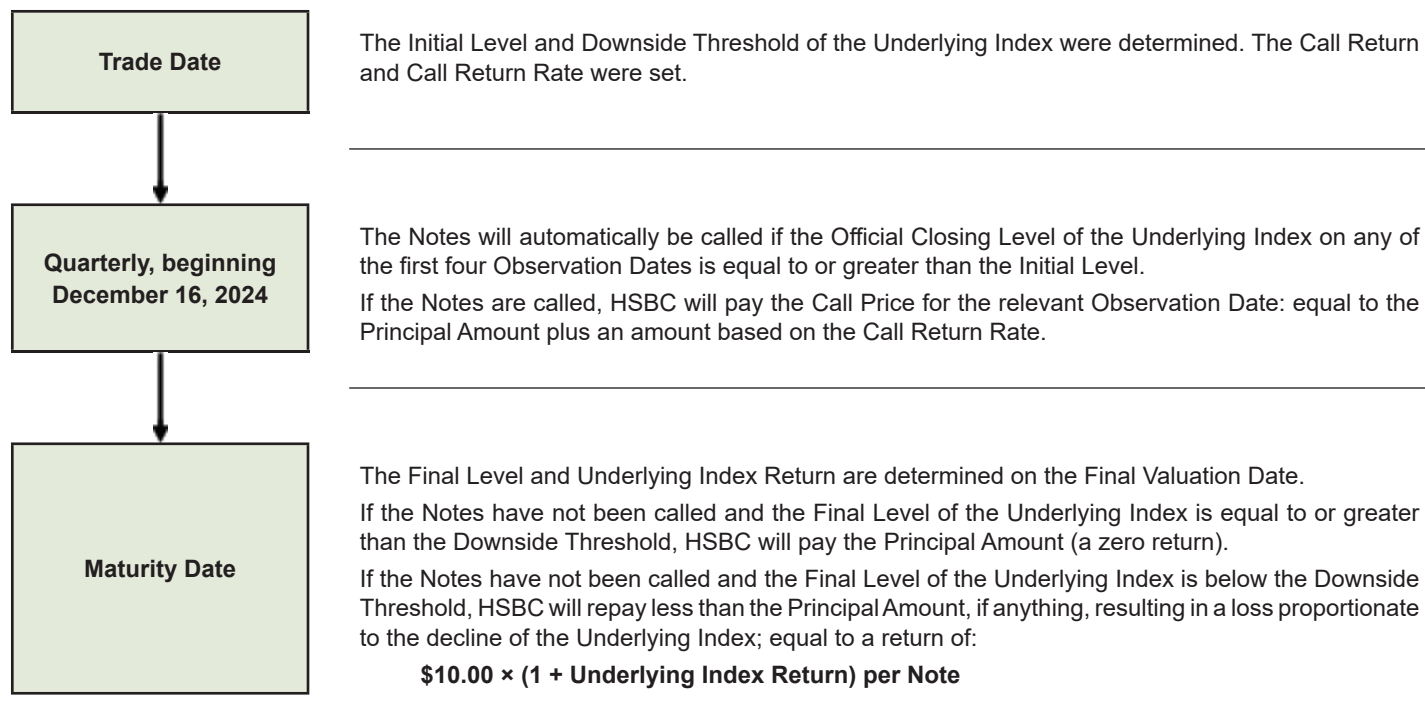 Trade Date
The Initial Level and Downside Threshold of the Underlying Index were determined. The Call Return
and Call Return Rate were set.
Quarterly, beginning
December 16, 2024
The Notes will automatically be called if the Official Closing Level of the Underlying Index on any of
the first four Observation Dates is equal to or greater than the Initial Level.
If the Notes are called, HSBC will pay the Call Price for the relevant Observation Date: equal to the
Principal Amount plus an amount based on the Call Return Rate.
Maturity Date
The Final Level and Underlying Index Return are determined on the Final Valuation Date.
If the Notes have not been called and the Final Level of the Underlying Index is equal to or greater
than the Downside Threshold, HSBC will pay the Principal Amount (a zero return).
If the Notes have not been called and the Final Level of the Underlying Index is below the Downside
Threshold, HSBC will repay less than the Principal Amount, if anything, resulting in a loss proportionate
to the decline of the Underlying Index; equal to a return of:
$10.00 × (1 + Underlying Index Return) per Note